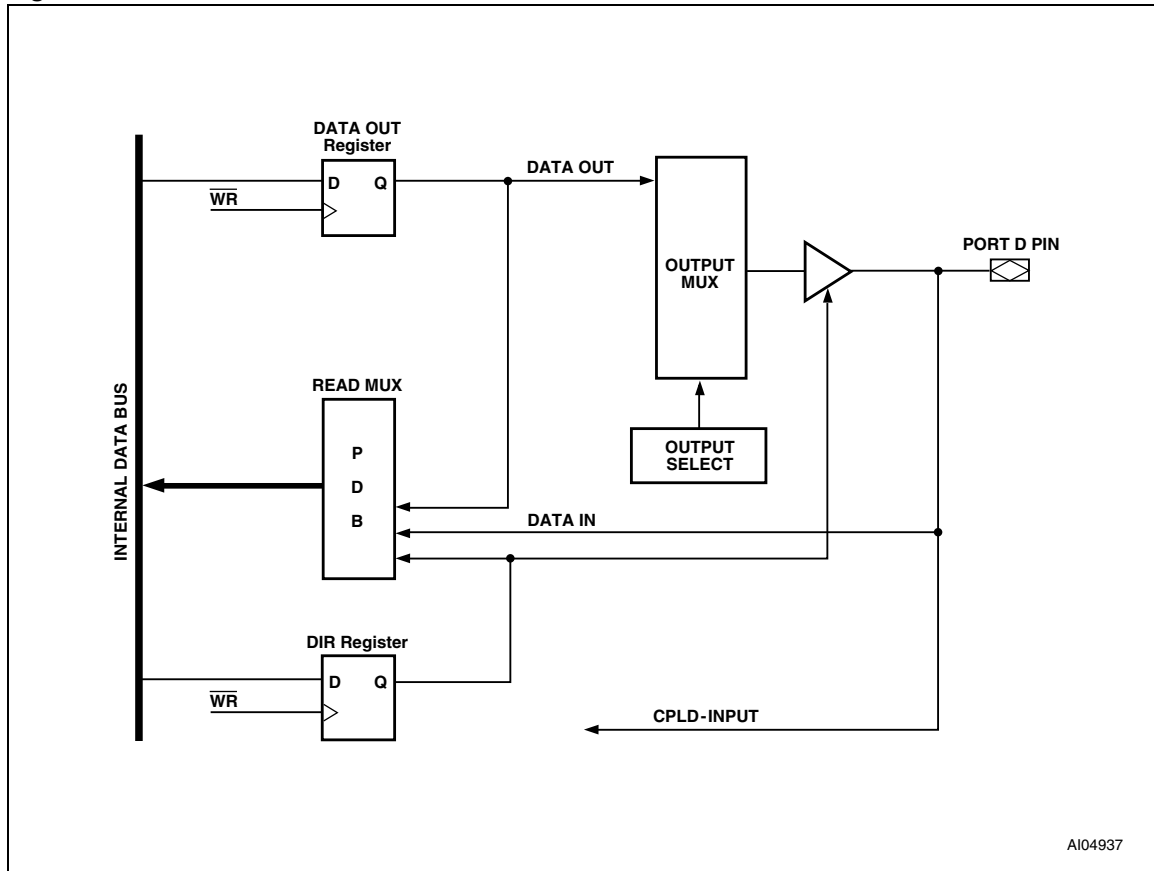 DATA OUT
Register
D Q
WR
DATA OUT
OUTPUT
MUX
PORT D PIN
INTERNAL DATA BUS
READ MUX
P
D
B
OUTPUT
SELECT
DATA IN
DIR Register
D Q
WR
CPLD-INPUT
AI04937